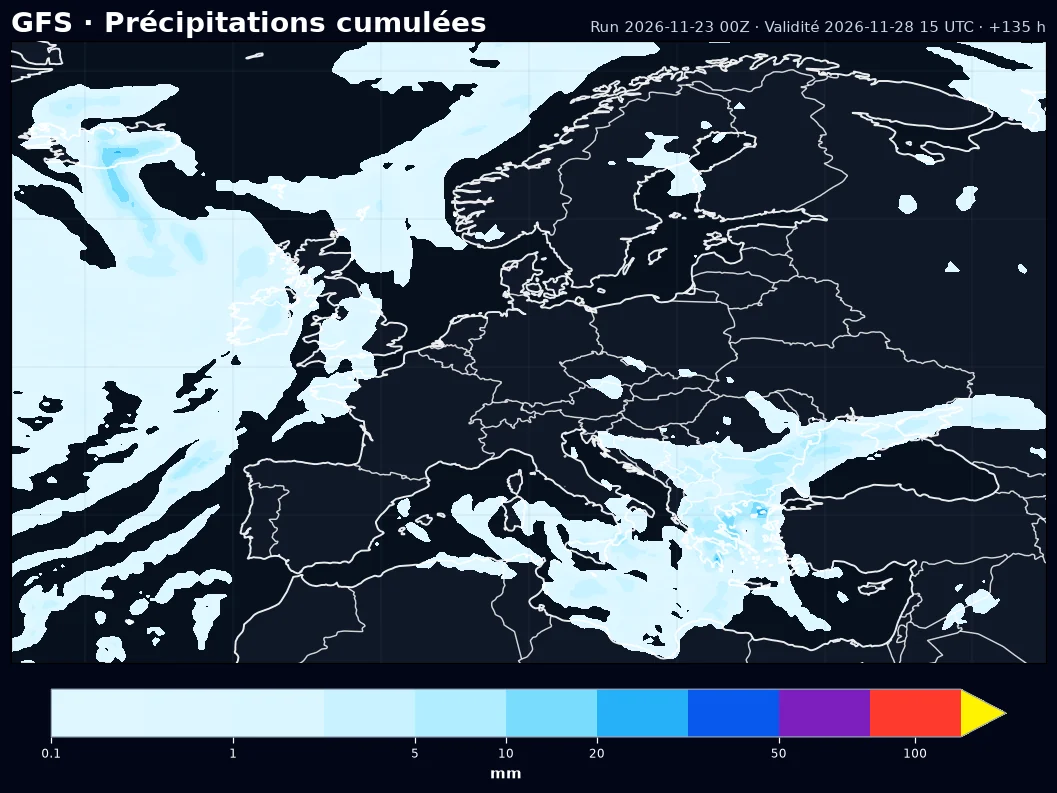 GFS · Précipitations cumulées
Run 2026-11-23 00Z · Validité 2026-11-28 15 UTC · +135 h
0.1 1 5 10 20 50 100
mm